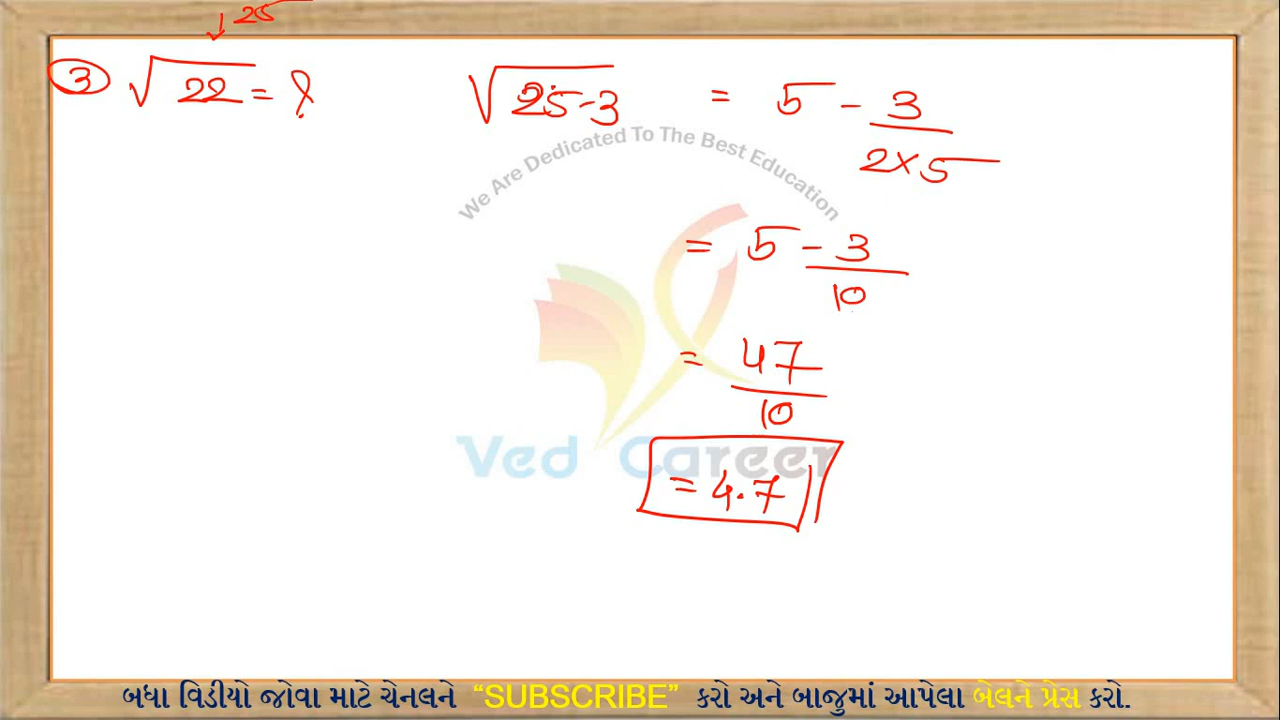 25
③ √22 = ? √25-3 = 5 - 3/(2×5)
We Are Dedicated To The Best Education
= 5 - 3/10
= 47/10
Ved Career
= 4.7
બધા વિડીયો જોવા માટે ચેનલને “SUBSCRIBE” કરો અને બાજુમાં આપેલા બેલને પ્રેસ કરો.